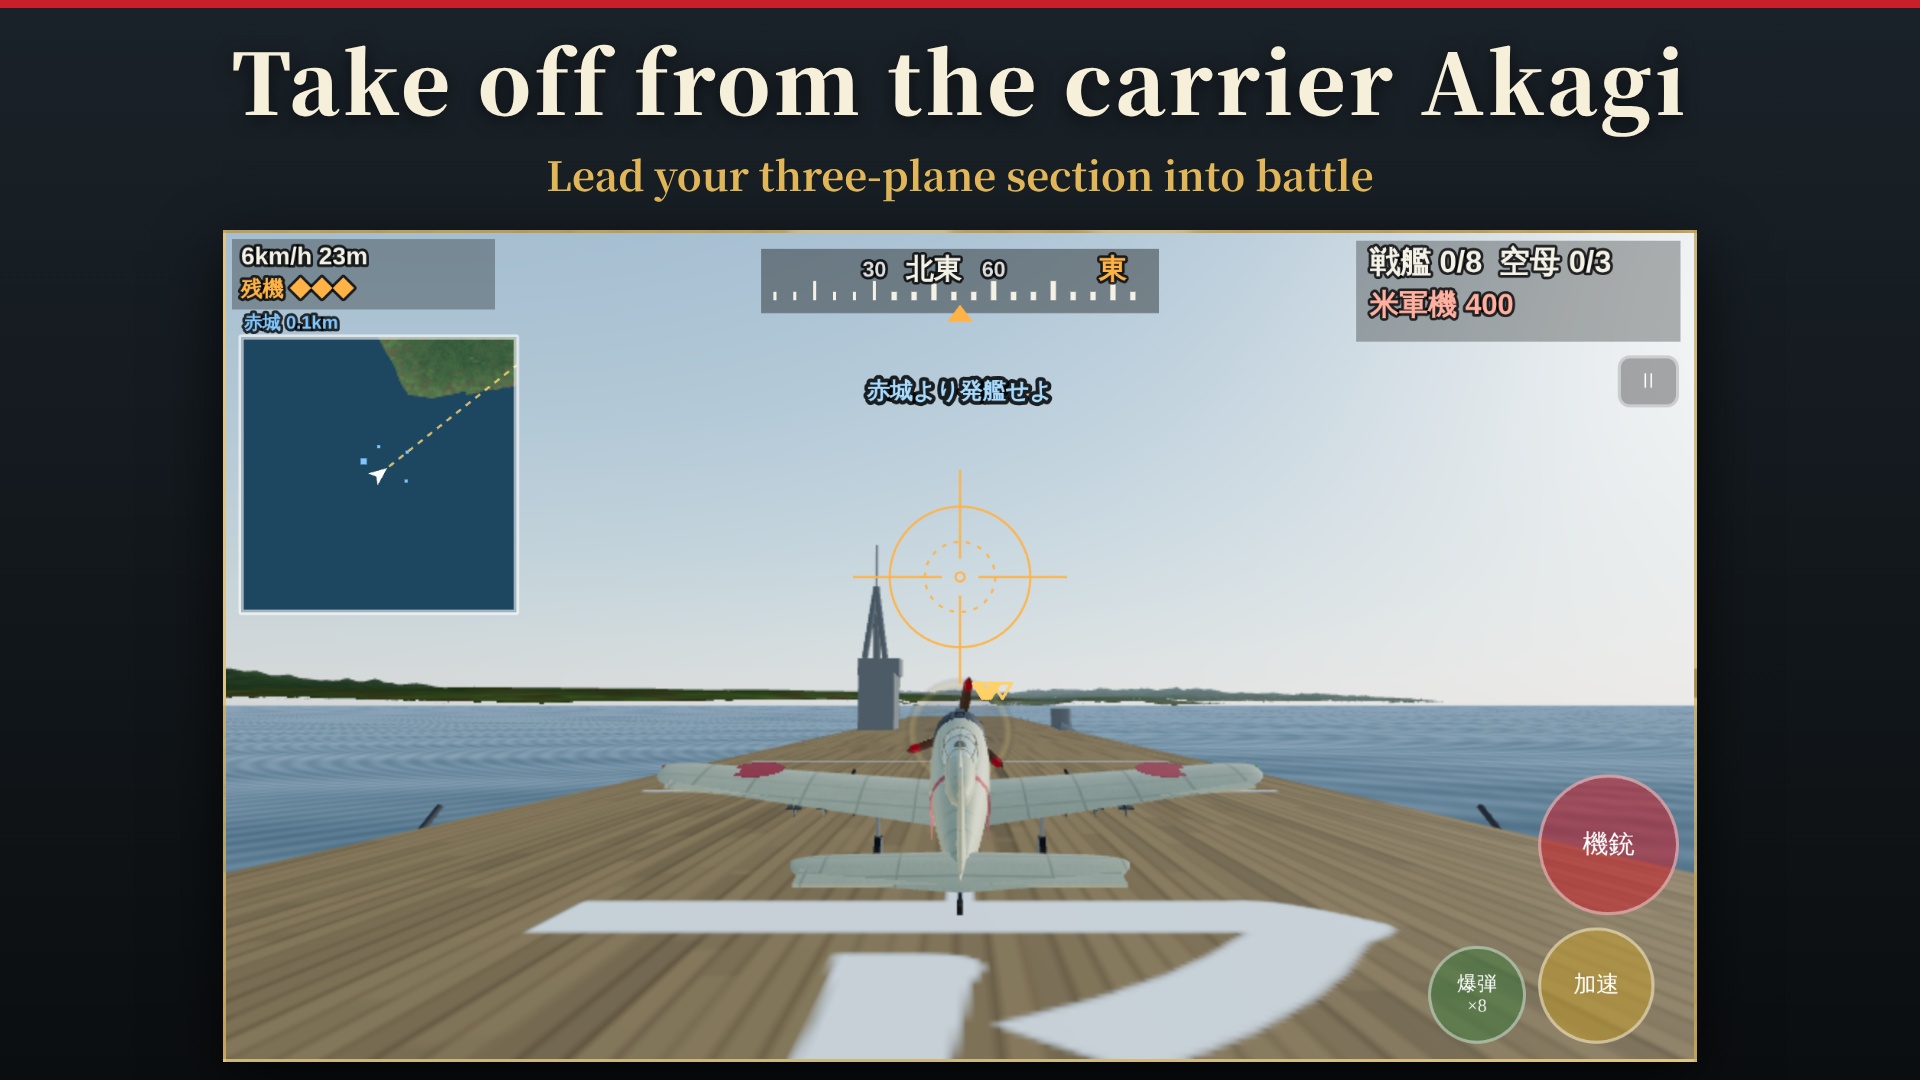 Take off from the carrier Akagi
Lead your three-plane section into battle
6km/h 23m
残機
赤城 0.1km
30 北東 60 東
戦艦 0/8 空母 0/3
米軍機 400
赤城より発艦せよ
機銃
爆弾
×8
加速